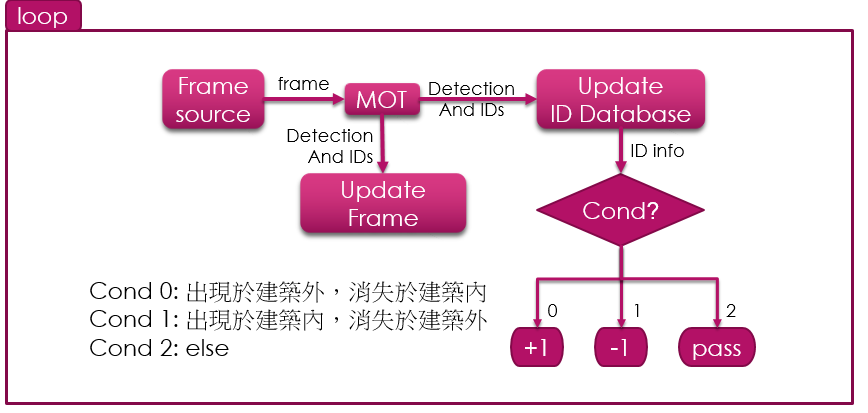 loop
Frame
source
frame
MOT
Detection
And IDs
Update
ID Database
Detection
And IDs
ID info
Update
Frame
Cond?
Cond 0: 出現於建築外，消失於建築內
Cond 1: 出現於建築內，消失於建築外
Cond 2: else
0
1
2
+1
-1
pass